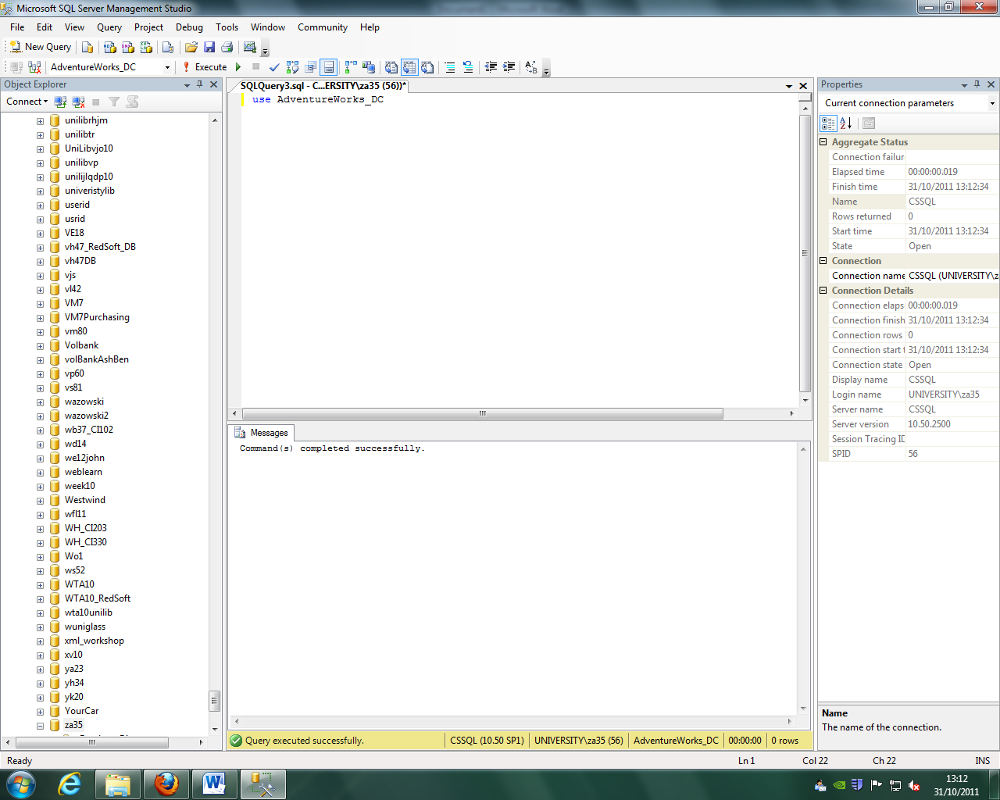 Microsoft SQL Server Management Studio
File Edit View Query Project Debug Tools Window Community Help
New Query
AdventureWorks_DC Execute
Object Explorer
Connect
unilibrhjm
unilibtr
UniLibvjo10
unilibvp
unilijlqdp10
univeristylib
userid
usrid
VE18
vh47_RedSoft_DB
vh47DB
vjs
vl42
VM7
VM7Purchasing
vm80
Volbank
volBankAshBen
vp60
vs81
wazowski
wazowski2
wb37_CI102
wd14
we12john
weblearn
week10
Westwind
wfl11
WH_CI203
WH_CI330
Wo1
ws52
WTA10
WTA10_RedSoft
wta10unilib
wuniglass
xml_workshop
xv10
ya23
yh34
yk20
YourCar
za35
SQLQuery3.sql - C...ERSITY\za35 (56))*
use AdventureWorks_DC
Messages
Command(s) completed successfully.
Query executed successfully. CSSQL (10.50 SP1) UNIVERSITY\za35 (56) AdventureWorks_DC 00:00:00 0 rows
Properties
Current connection parameters
Aggregate Status
Connection failur
Elapsed time 00:00:00.019
Finish time 31/10/2011 13:12:34
Name CSSQL
Rows returned 0
Start time 31/10/2011 13:12:34
State Open
Connection
Connection name CSSQL (UNIVERSITY\z
Connection Details
Connection elaps 00:00:00.019
Connection finish 31/10/2011 13:12:34
Connection rows 0
Connection start t 31/10/2011 13:12:34
Connection state Open
Display name CSSQL
Login name UNIVERSITY\za35
Server name CSSQL
Server version 10.50.2500
Session Tracing ID
SPID 56
Name
The name of the connection.
Ready Ln 1 Col 22 Ch 22 INS
13:12
31/10/2011